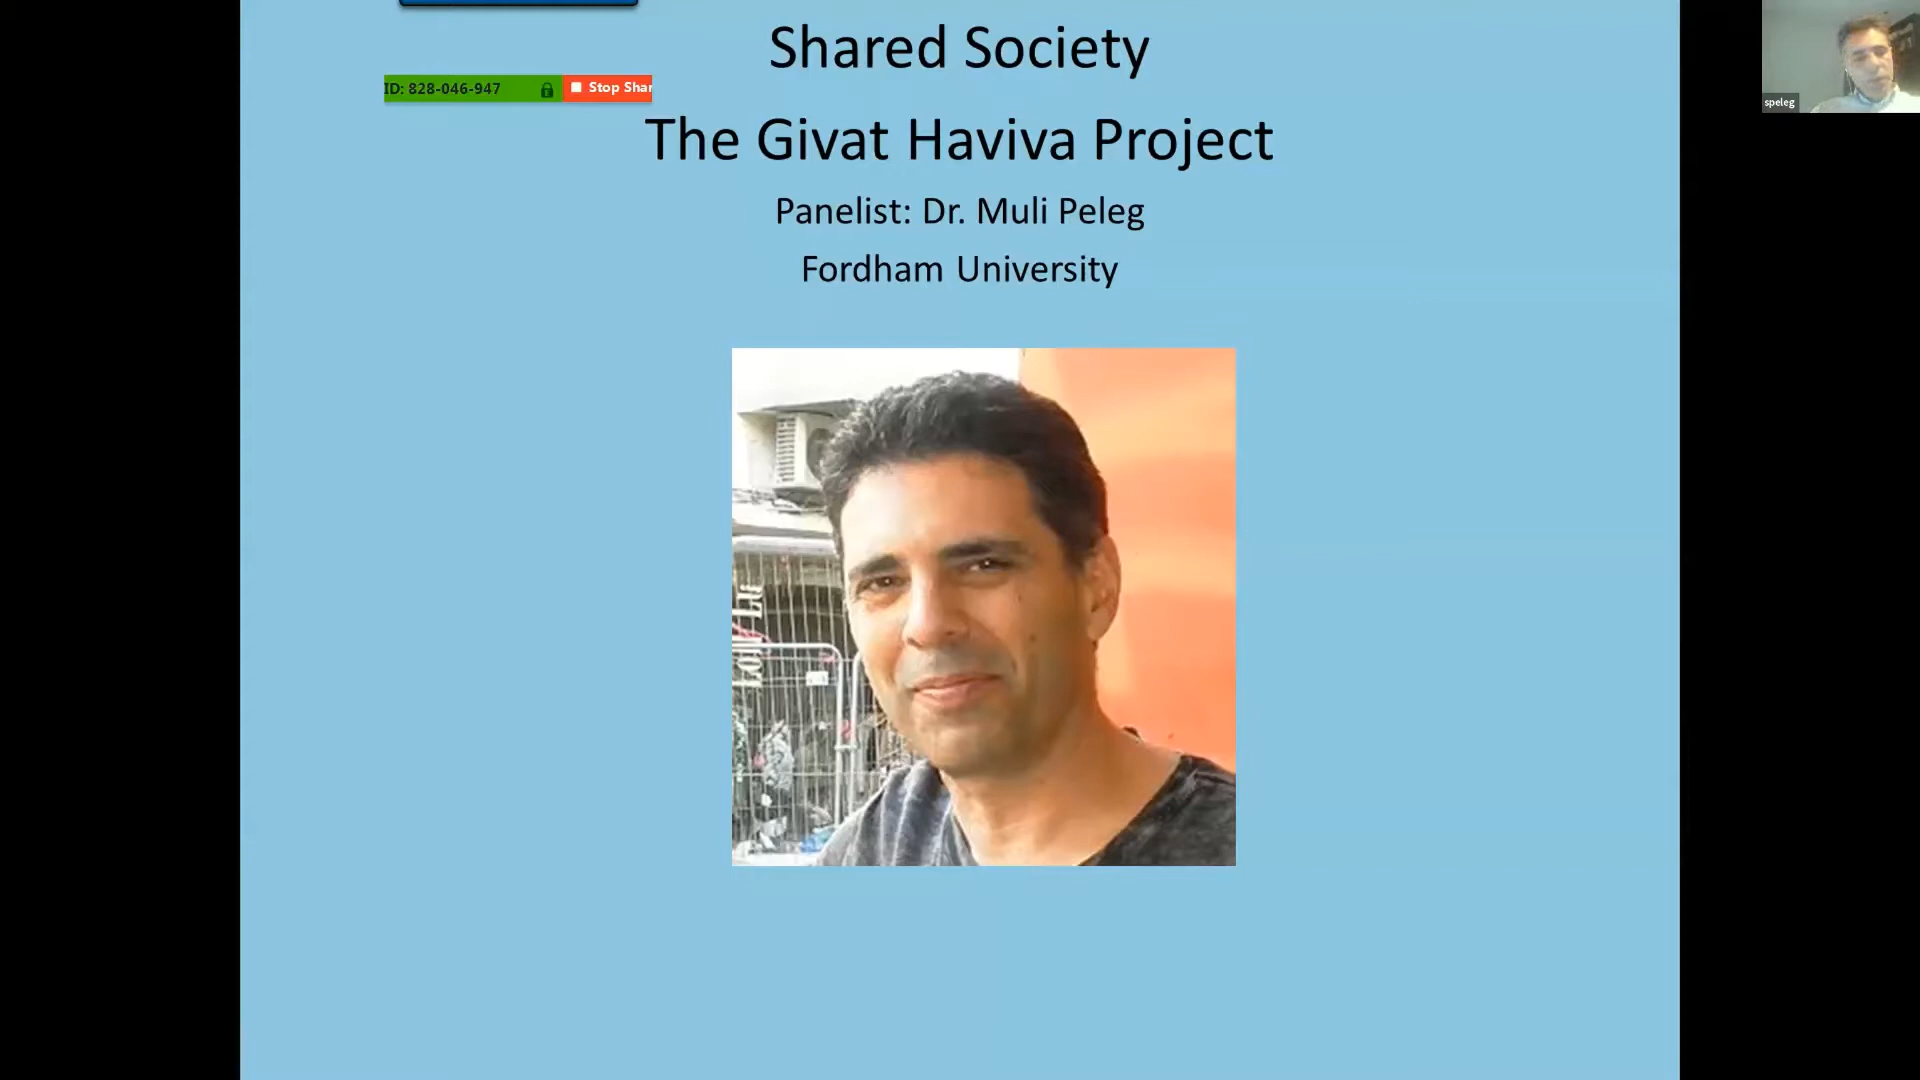 Shared Society
ID: 828-046-947
Stop Shar
The Givat Haviva Project
Panelist: Dr. Muli Peleg
Fordham University
speleg